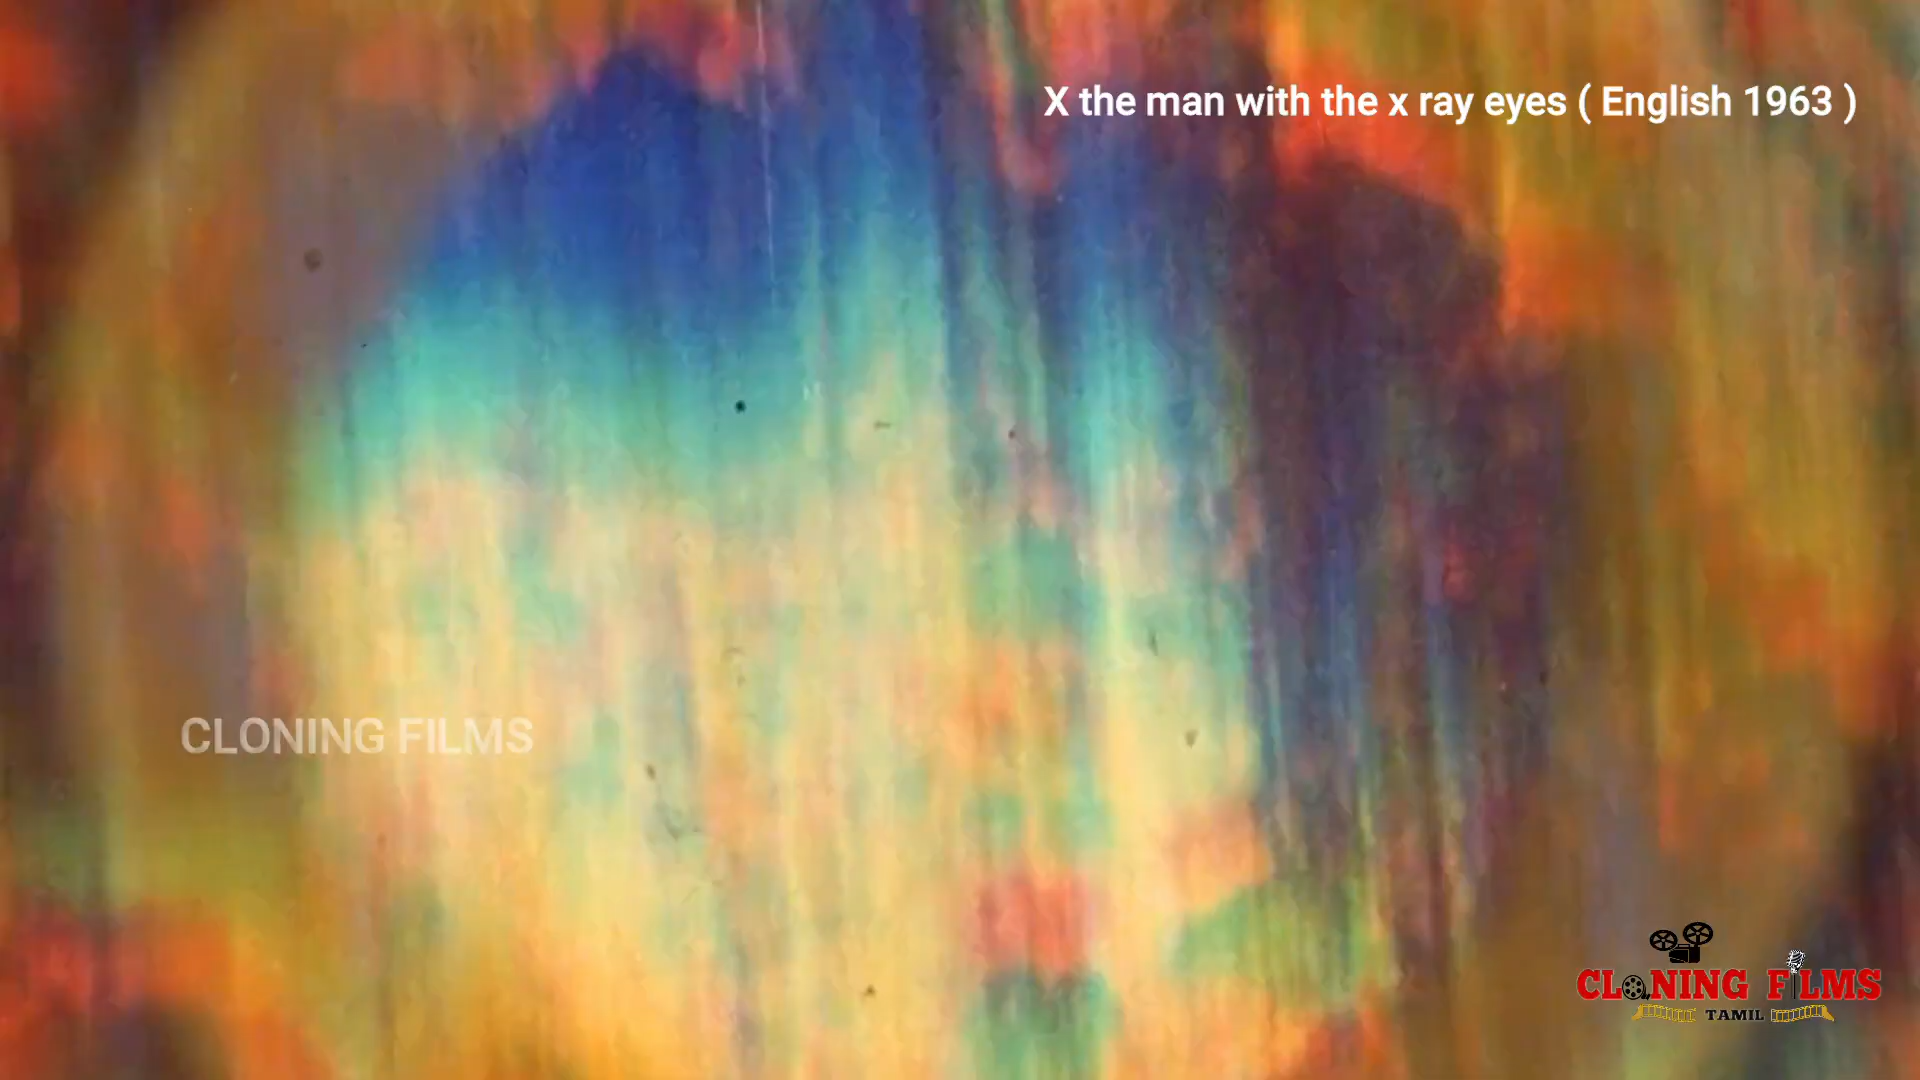 X the man with the x ray eyes ( English 1963 )
CLONING FILMS
CLONING FILMS
TAMIL